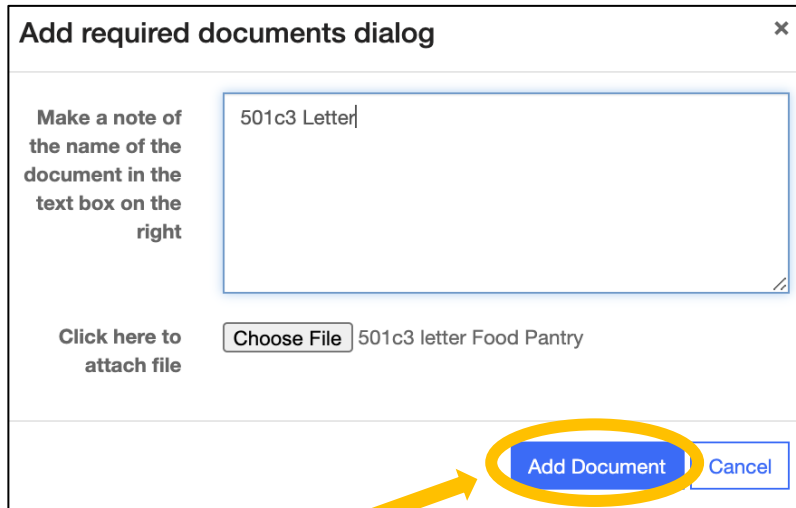 Add required documents dialog ×
Make a note of
the name of the
document in the
text box on the
right
501c3 Letter
Click here to
attach file
Choose File 501c3 letter Food Pantry
Add Document Cancel